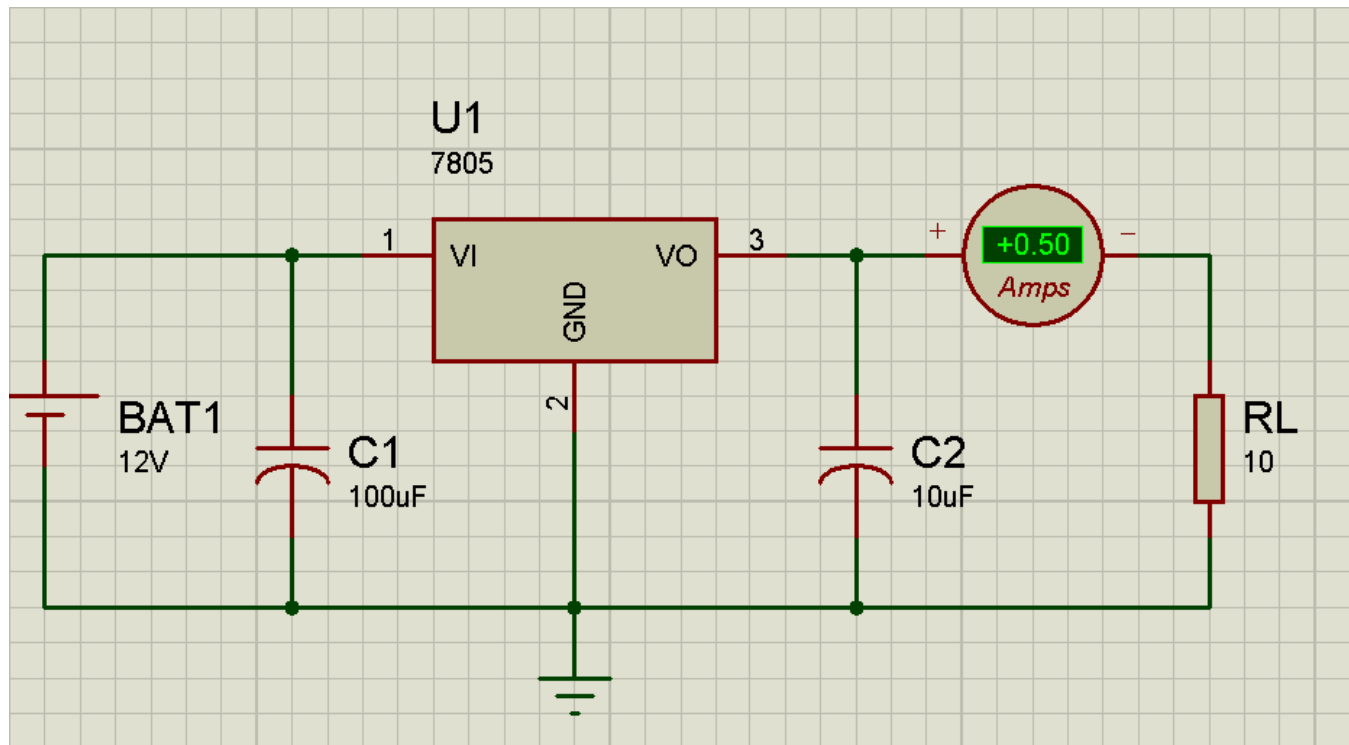 U1
7805
1
VI
VO
3
GND
2
+
+0.50
−
Amps
BAT1
12V
C1
100uF
C2
10uF
RL
10